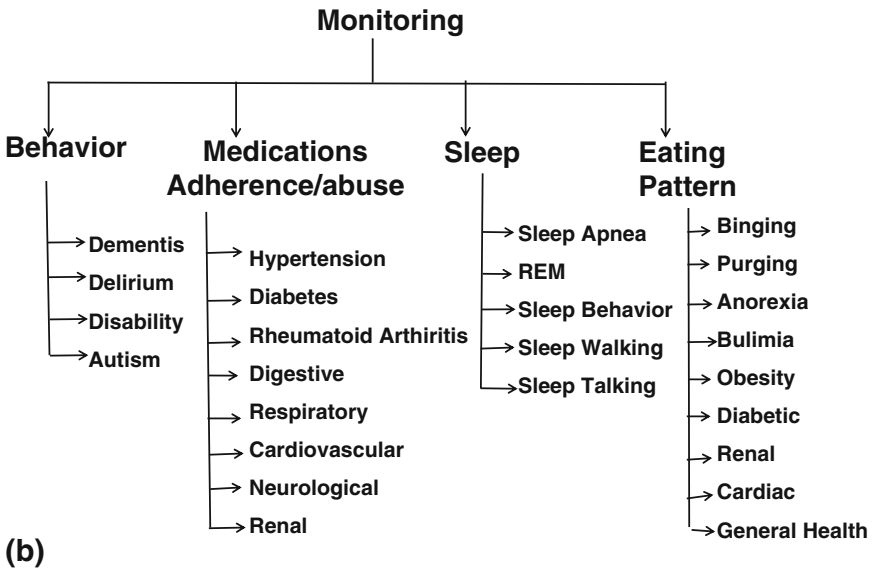 Monitoring
Behavior
Dementis
Delirium
Disability
Autism
Medications
Adherence/abuse
Hypertension
Diabetes
Rheumatoid Arthiritis
Digestive
Respiratory
Cardiovascular
Neurological
Renal
Sleep
Sleep Apnea
REM
Sleep Behavior
Sleep Walking
Sleep Talking
Eating
Pattern
Binging
Purging
Anorexia
Bulimia
Obesity
Diabetic
Renal
Cardiac
General Health
(b)